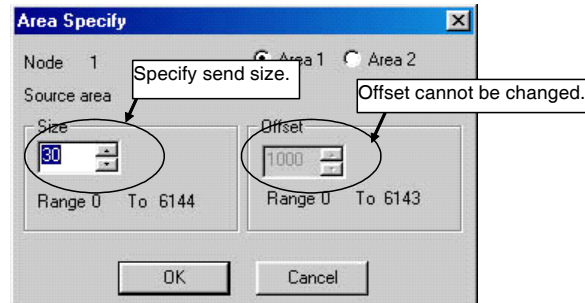 Area Specify
Node 1
Area 1
Area 2
Specify send size.
Source area
Offset cannot be changed.
Size
Offset
30
1000
Range 0 To 6144
Range 0 To 6143
OK
Cancel